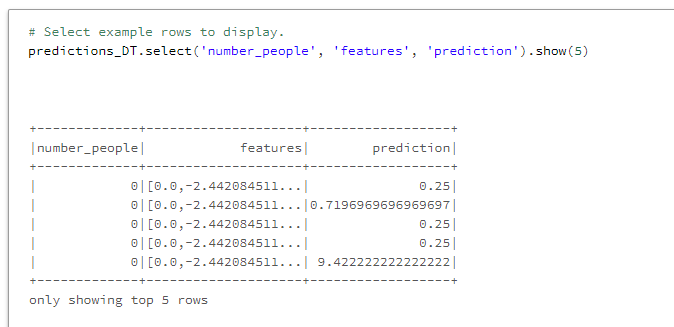 # Select example rows to display.
predictions_DT.select('number_people', 'features', 'prediction').show(5)
+-------------+--------------------+------------------+
|number_people|            features|        prediction|
+-------------+--------------------+------------------+
|            0|[0.0,-2.442084511...|              0.25|
|            0|[0.0,-2.442084511...|0.7196969696969697|
|            0|[0.0,-2.442084511...|              0.25|
|            0|[0.0,-2.442084511...|              0.25|
|            0|[0.0,-2.442084511...| 9.422222222222222|
+-------------+--------------------+------------------+
only showing top 5 rows